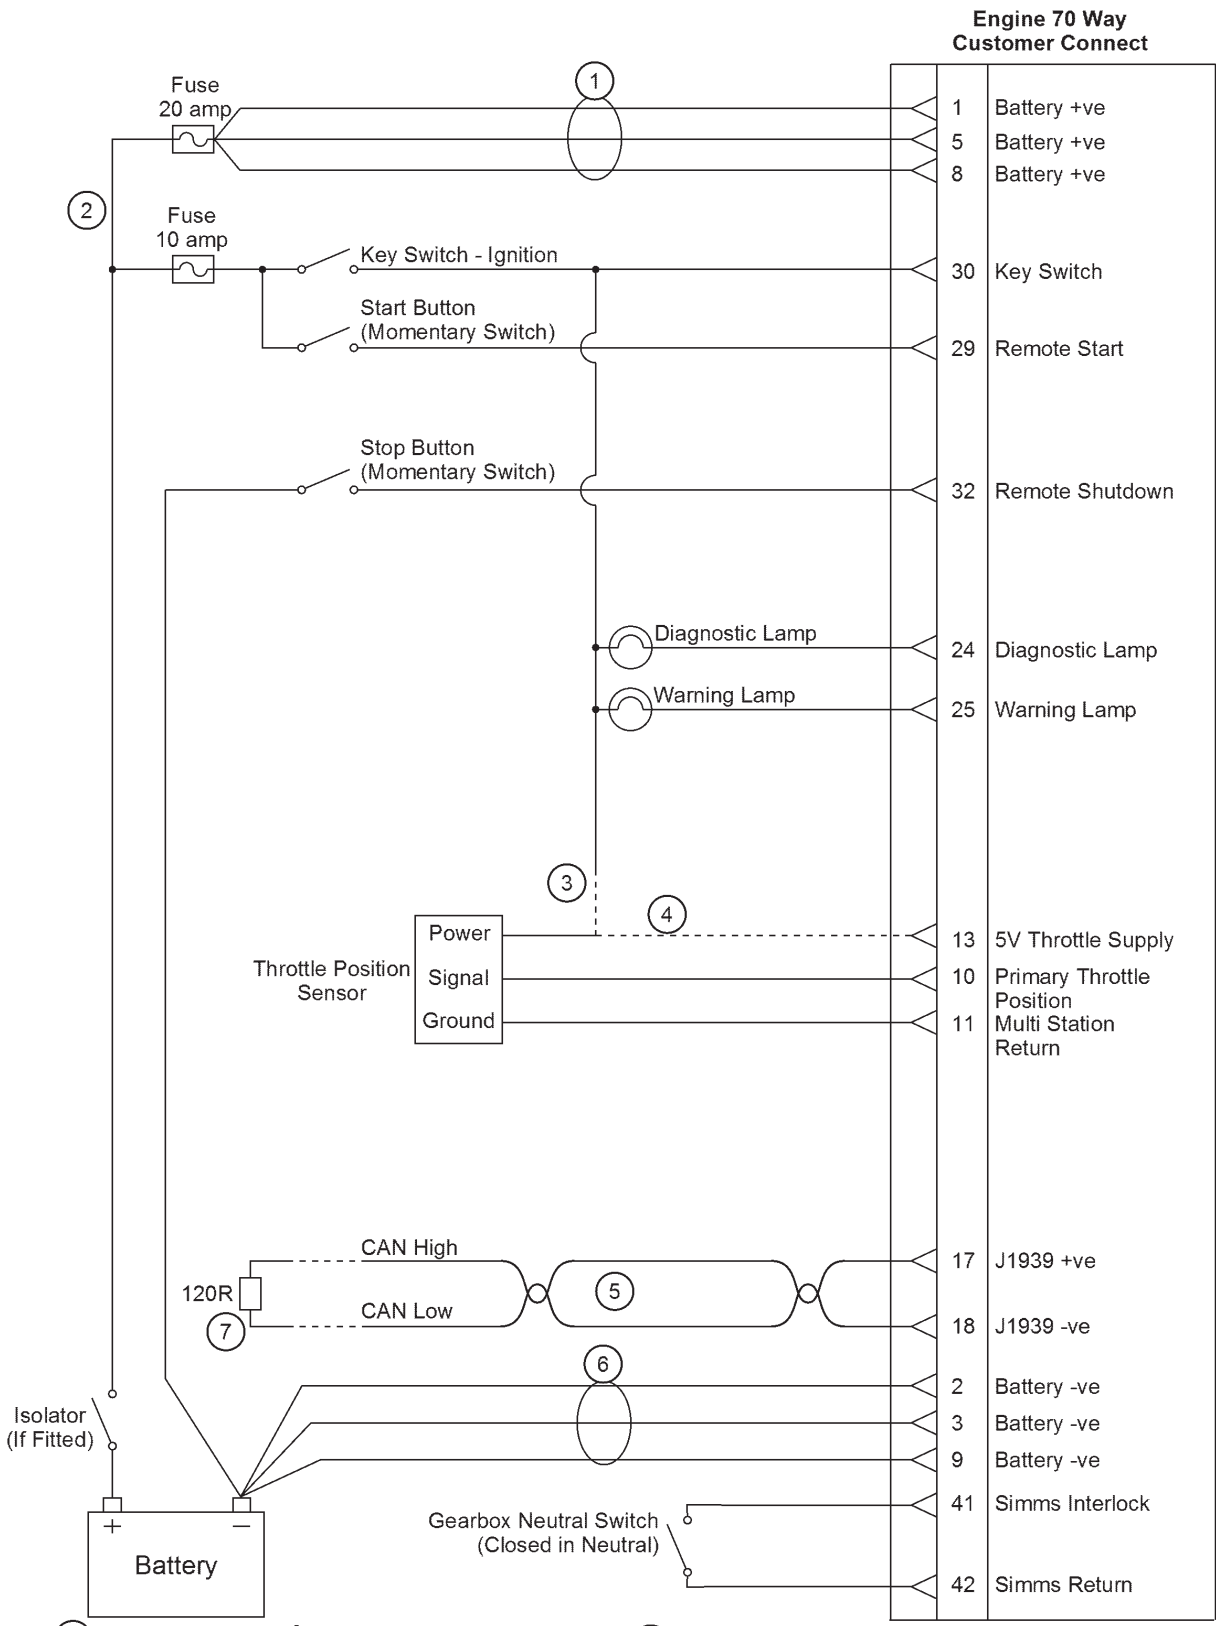 Engine 70 Way
Customer Connect
Fuse
20 amp
1
1 Battery +ve
5 Battery +ve
8 Battery +ve
2
Fuse
10 amp
Key Switch - Ignition
30 Key Switch
Start Button
(Momentary Switch)
29 Remote Start
Stop Button
(Momentary Switch)
32 Remote Shutdown
Diagnostic Lamp
24 Diagnostic Lamp
Warning Lamp
25 Warning Lamp
3
4
Throttle Position
Sensor
Power
Signal
Ground
13 5V Throttle Supply
10 Primary Throttle
Position
11 Multi Station
Return
CAN High
17 J1939 +ve
120R
5
CAN Low
7
18 J1939 -ve
6
2 Battery -ve
Isolator
(If Fitted)
3 Battery -ve
9 Battery -ve
41 Simms Interlock
Gearbox Neutral Switch
(Closed in Neutral)
+ −
Battery
42 Simms Return